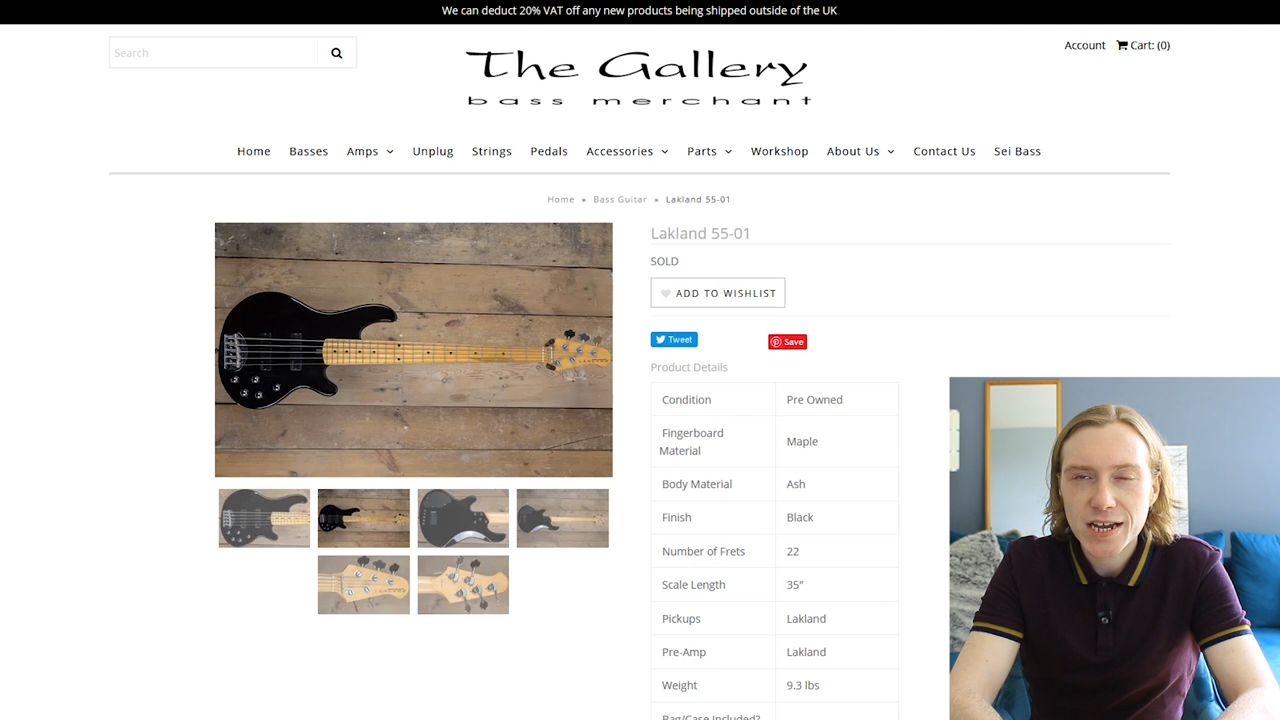 We can deduct 20% VAT off any new products being shipped outside of the UK
Search
Account Cart: (0)
The Gallery
bass merchant
Home Basses Amps Unplug Strings Pedals Accessories Parts Workshop About Us Contact Us Sei Bass
Home » Bass Guitar » Lakland 55-01
Lakland 55-01
SOLD
ADD TO WISHLIST
Tweet Save
Product Details
Condition Pre Owned
Fingerboard
Material
Maple
Body Material Ash
Finish Black
Number of Frets 22
Scale Length 35”
Pickups Lakland
Pre-Amp Lakland
Weight 9.3 lbs
Bag/Case Included?